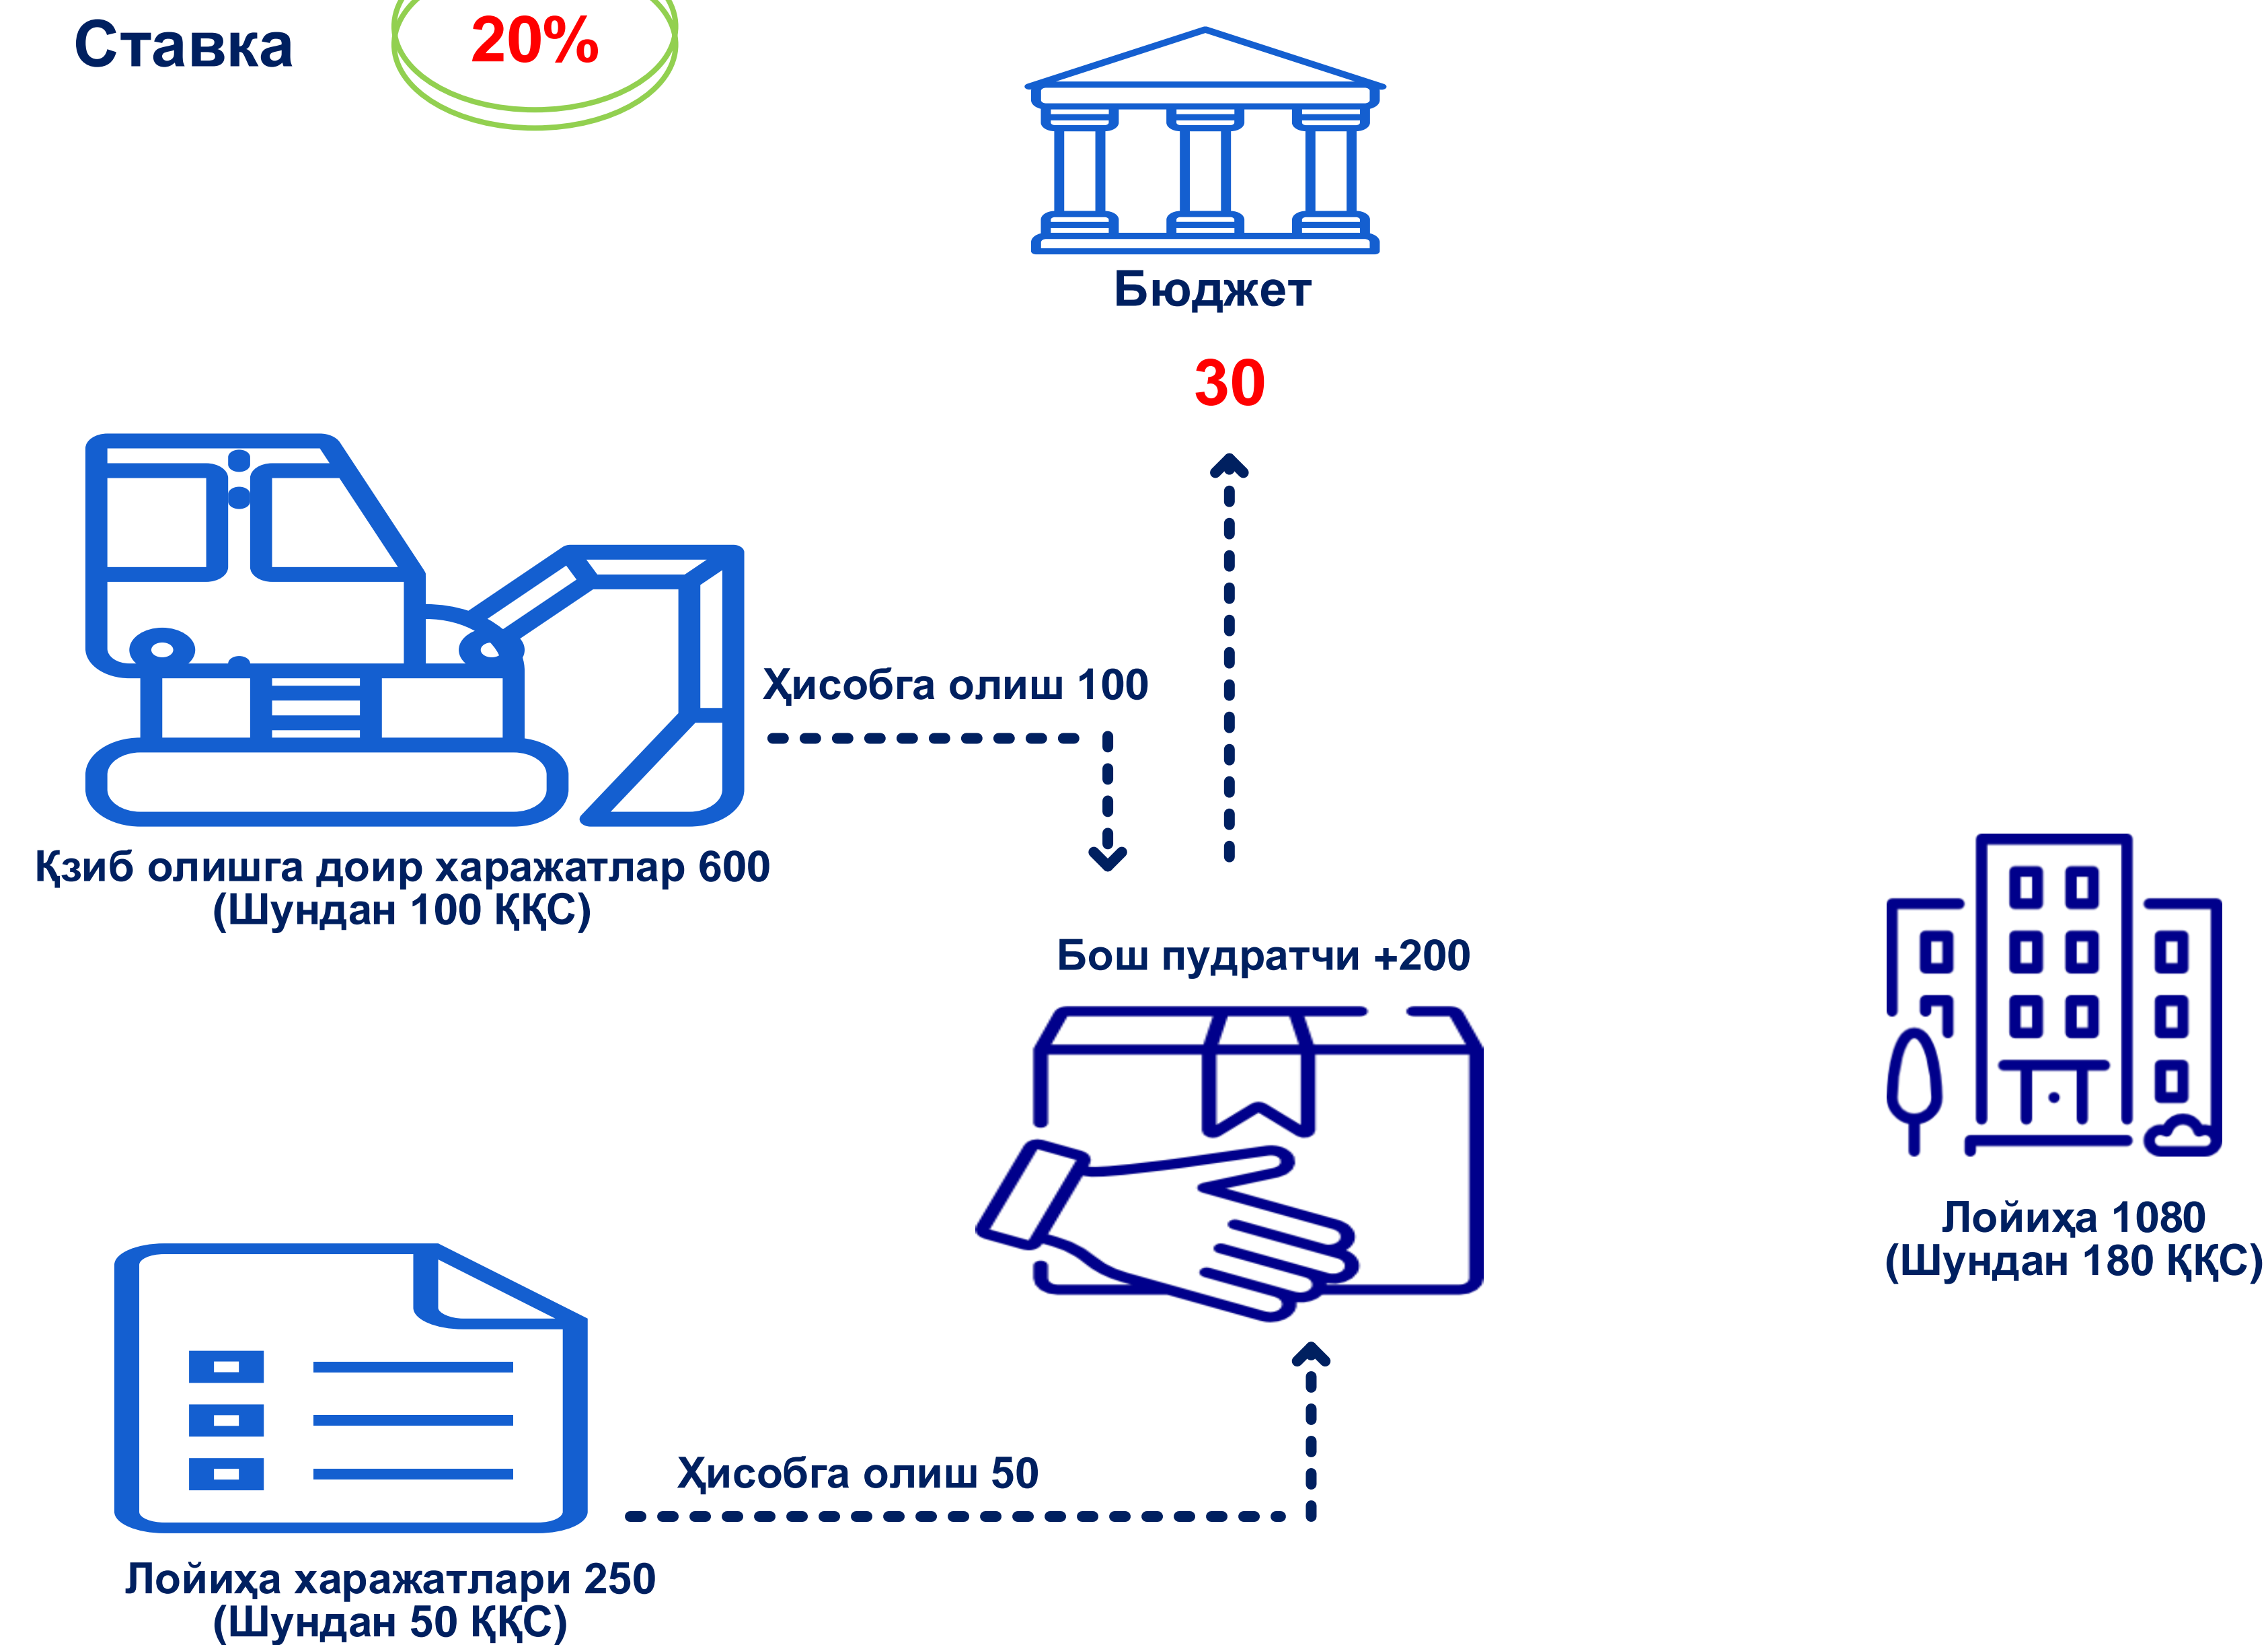 Ставка
20%
Бюджет
30
Ҳисобга олиш 100
Қзиб олишга доир харажатлар 600
(Шундан 100 ҚҚС)
Бош пудратчи +200
Лойиҳа 1080
(Шундан 180 ҚҚС)
Ҳисобга олиш 50
Лойиҳа харажатлари 250
(Шундан 50 ҚҚС)